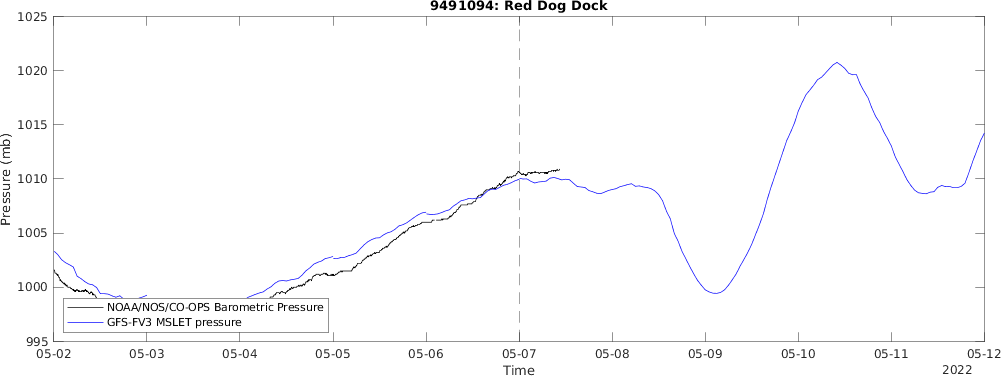 9491094: Red Dog Dock
1025
1020
1015
1010
1005
1000
995
Pressure (mb)
NOAA/NOS/CO-OPS Barometric Pressure
GFS-FV3 MSLET pressure
05-02 05-03 05-04 05-05 05-06 05-07 05-08 05-09 05-10 05-11 05-12
Time
2022